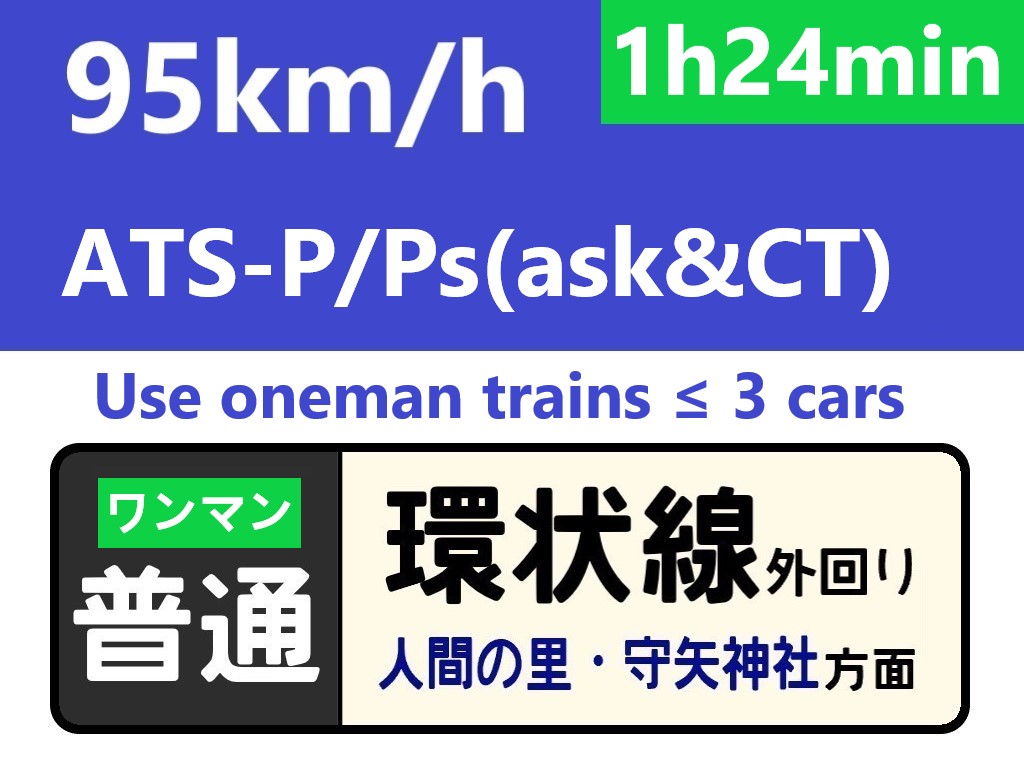 95km/h
1h24min
ATS-P/Ps(ask&CT)
Use oneman trains ≤ 3 cars
ワンマン
普通
環状線外回り
人間の里・守矢神社方面